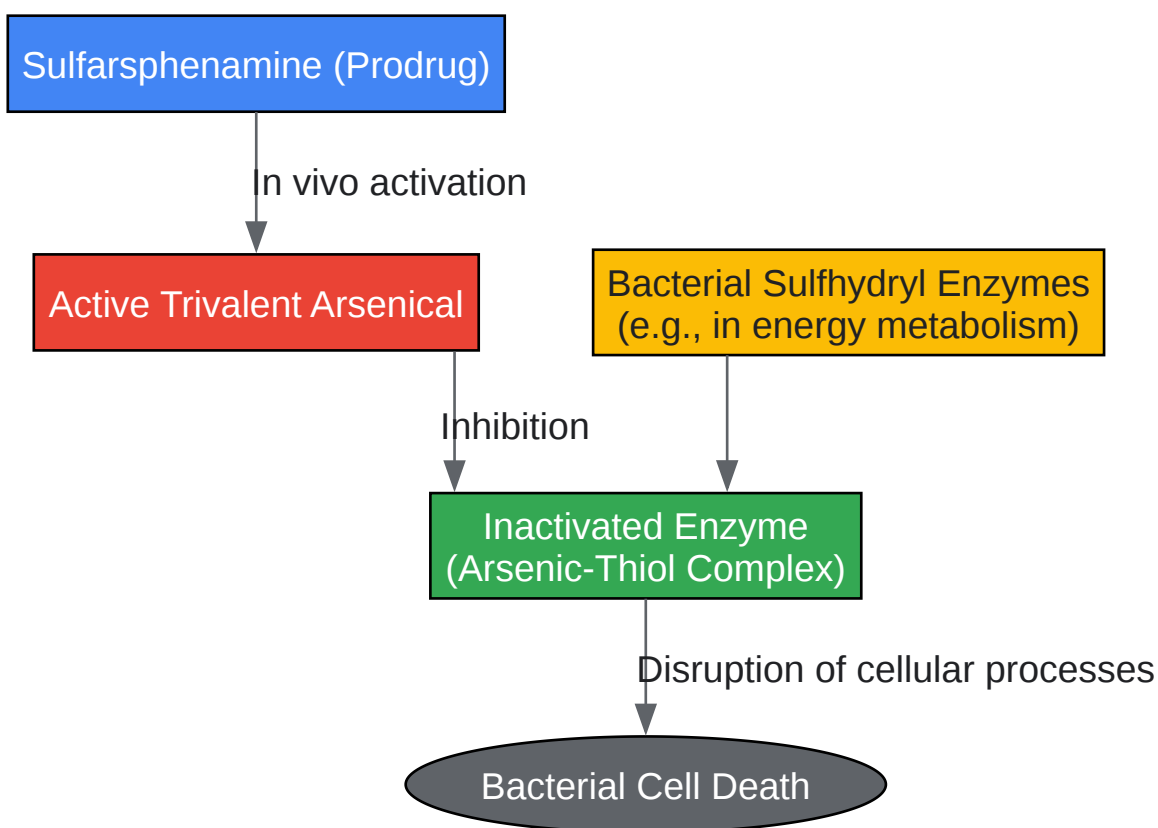 Sulfarsphenamine (Prodrug)
In vivo activation
Active Trivalent Arsenical
Bacterial Sulfhydryl Enzymes
(e.g., in energy metabolism)
Inhibition
Inactivated Enzyme
(Arsenic-Thiol Complex)
Disruption of cellular processes
Bacterial Cell Death